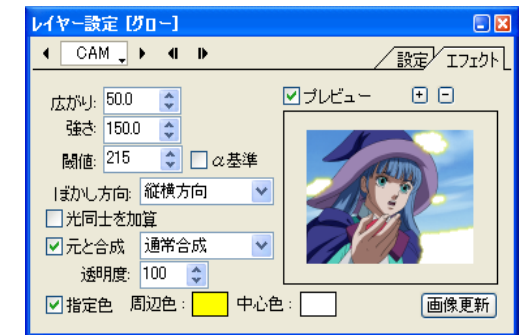 レイヤー設定 [グロー]
CAM
設定 エフェクト
広がり: 50.0
プレビュー
強さ: 150.0
閾値: 215 α基準
ぼかし方向: 縦横方向
光同士を加算
元と合成 通常合成
透明度: 100
指定色 周辺色: 中心色: 画像更新